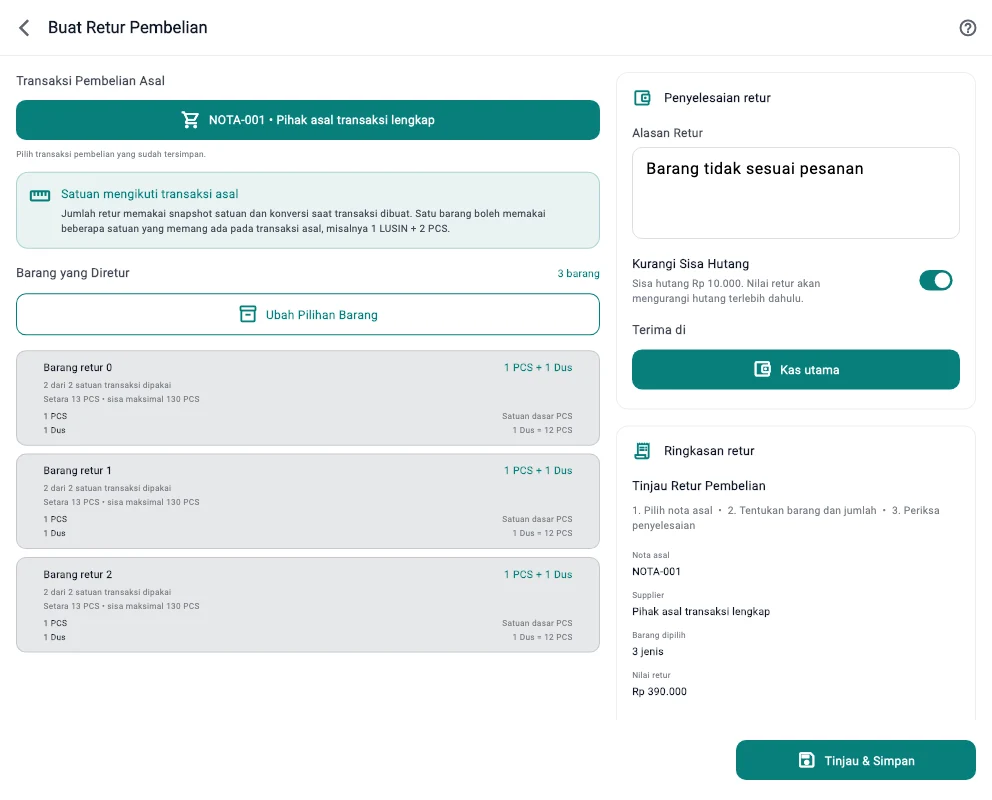 Buat Retur Pembelian
Transaksi Pembelian Asal
NOTA-001 • Pihak asal transaksi lengkap
Pilih transaksi pembelian yang sudah tersimpan.
Satuan mengikuti transaksi asal
Jumlah retur memakai snapshot satuan dan konversi saat transaksi dibuat. Satu barang boleh memakai
beberapa satuan yang memang ada pada transaksi asal, misalnya 1 LUSIN + 2 PCS.
Barang yang Diretur
3 barang
Ubah Pilihan Barang
Barang retur 0
1 PCS + 1 Dus
2 dari 2 satuan transaksi dipakai
Setara 13 PCS • sisa maksimal 130 PCS
1 PCS
Satuan dasar PCS
1 Dus
1 Dus = 12 PCS
Barang retur 1
1 PCS + 1 Dus
2 dari 2 satuan transaksi dipakai
Setara 13 PCS • sisa maksimal 130 PCS
1 PCS
Satuan dasar PCS
1 Dus
1 Dus = 12 PCS
Barang retur 2
1 PCS + 1 Dus
2 dari 2 satuan transaksi dipakai
Setara 13 PCS • sisa maksimal 130 PCS
1 PCS
Satuan dasar PCS
1 Dus
1 Dus = 12 PCS
Penyelesaian retur
Alasan Retur
Barang tidak sesuai pesanan
Kurangi Sisa Hutang
Sisa hutang Rp 10.000. Nilai retur akan
mengurangi hutang terlebih dahulu.
Terima di
Kas utama
Ringkasan retur
Tinjau Retur Pembelian
1. Pilih nota asal • 2. Tentukan barang dan jumlah • 3. Periksa
penyelesaian
Nota asal
NOTA-001
Supplier
Pihak asal transaksi lengkap
Barang dipilih
3 jenis
Nilai retur
Rp 390.000
Tinjau & Simpan